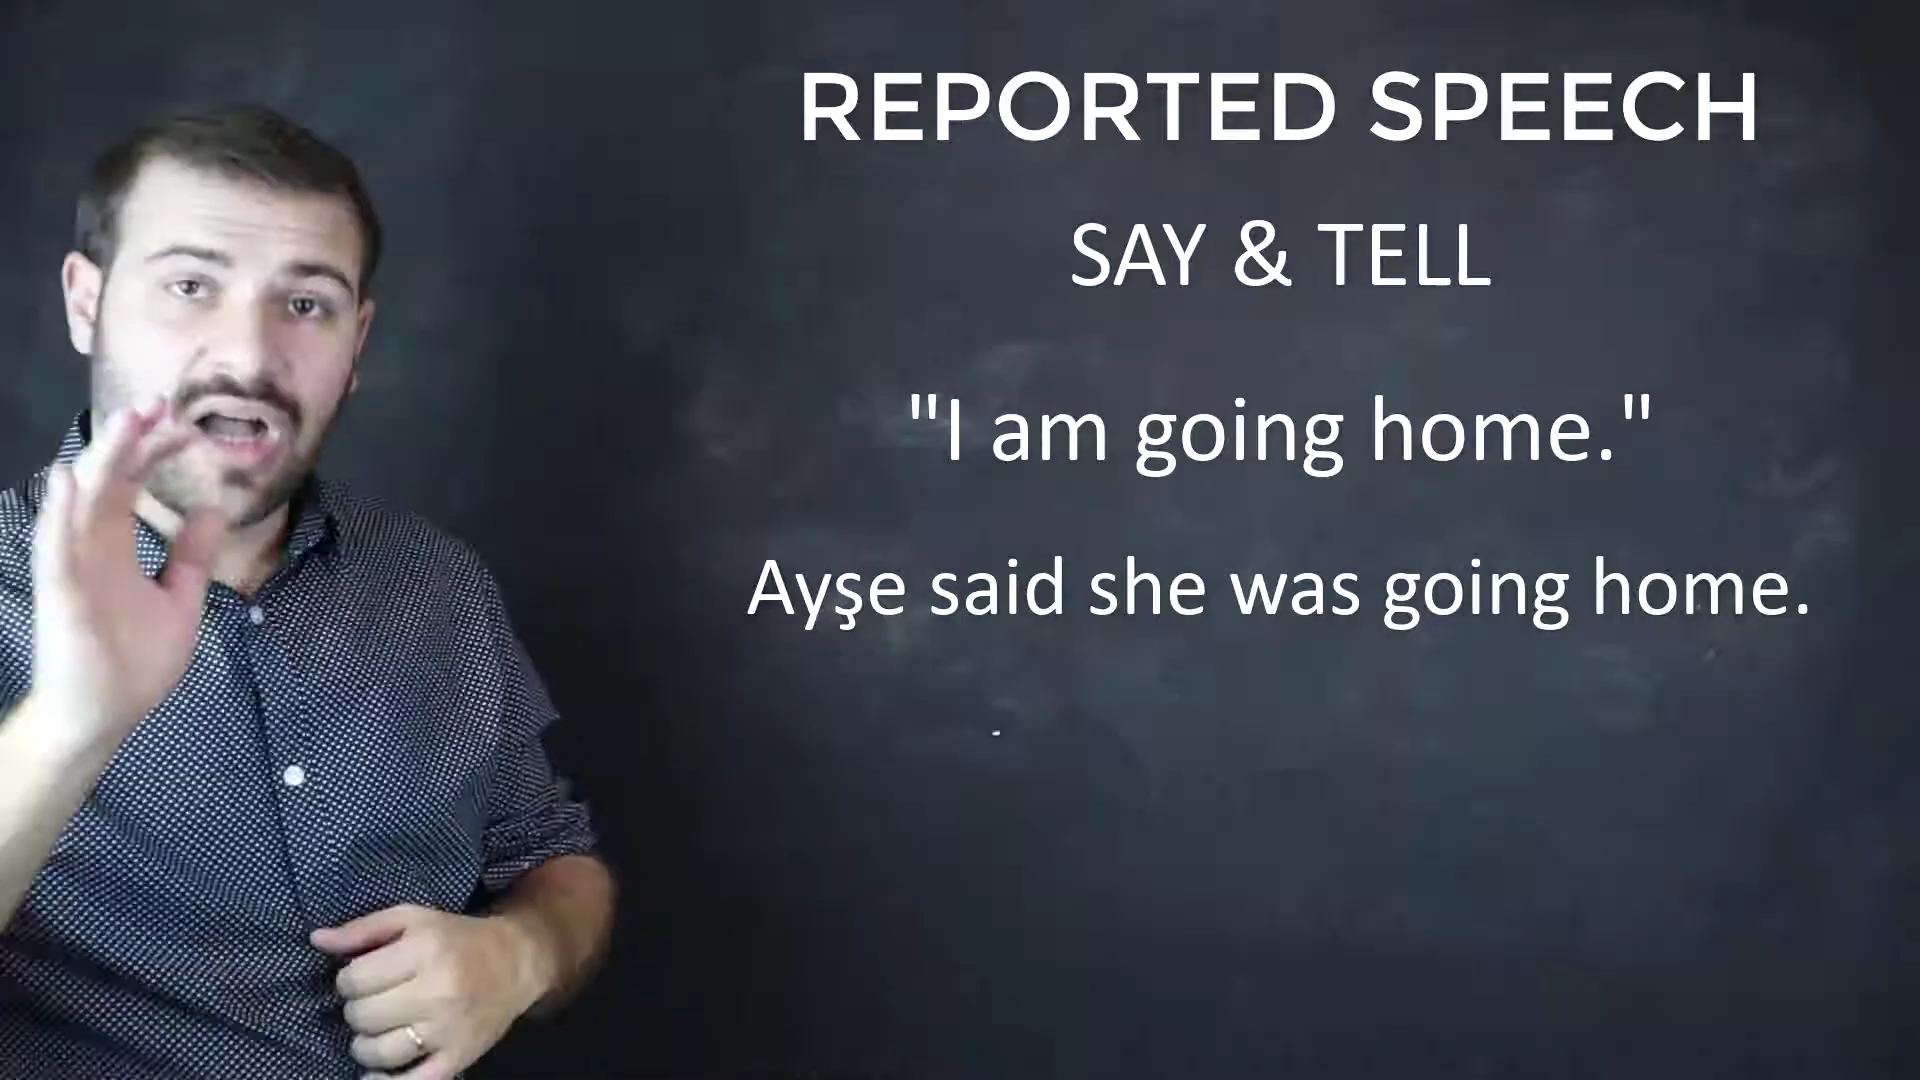 REPORTED SPEECH
SAY & TELL
"I am going home."
Ayşe said she was going home.